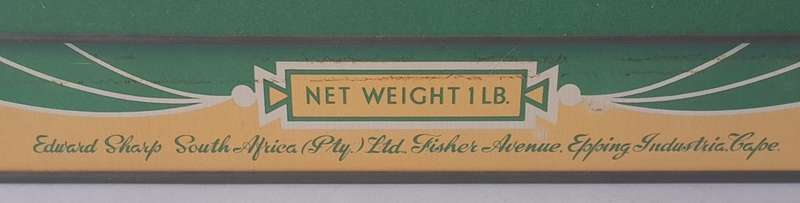 NET WEIGHT 1 LB.
Edward Sharp South Africa (Pty.) Ltd. Fisher Avenue. Epping Industria. Cape.